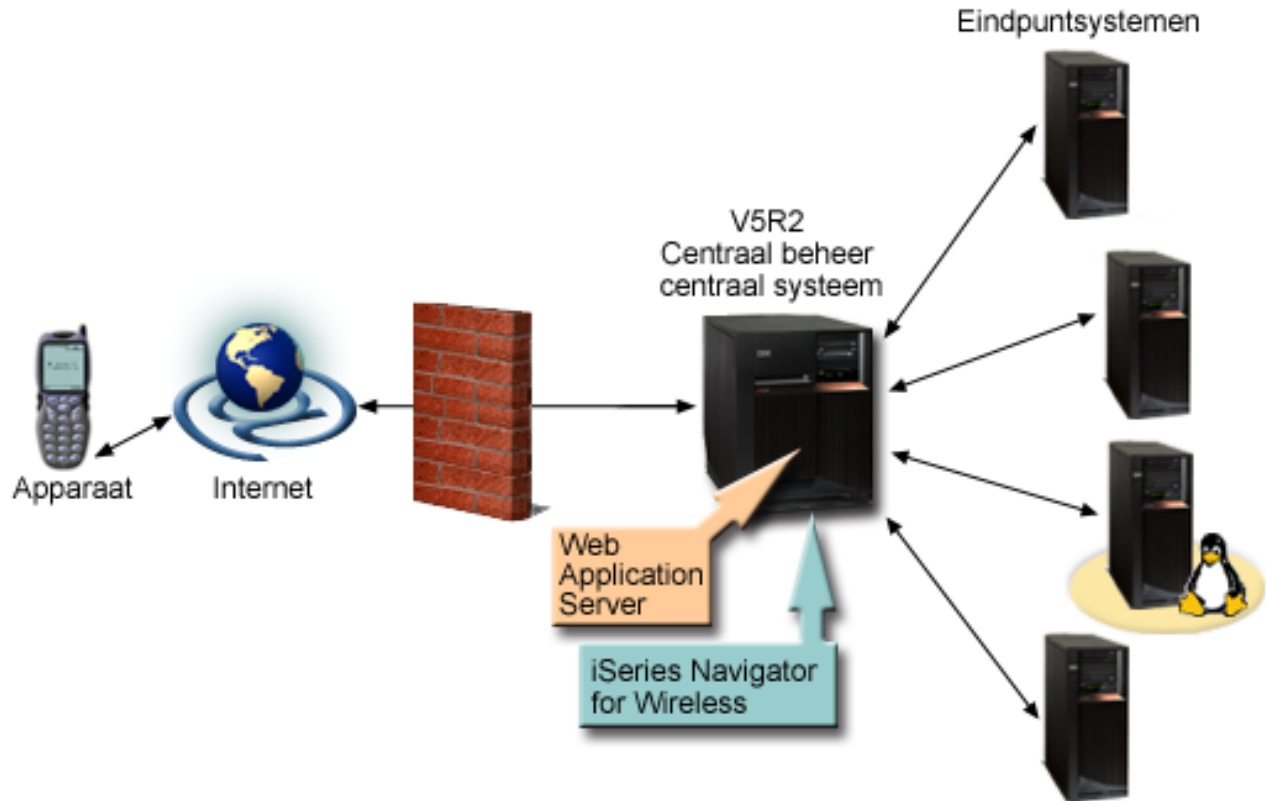 Eindpuntsystemen
V5R2
Centraal beheer
centraal systeem
Apparaat
Internet
Web
Application
Server
iSeries Navigator
for Wireless